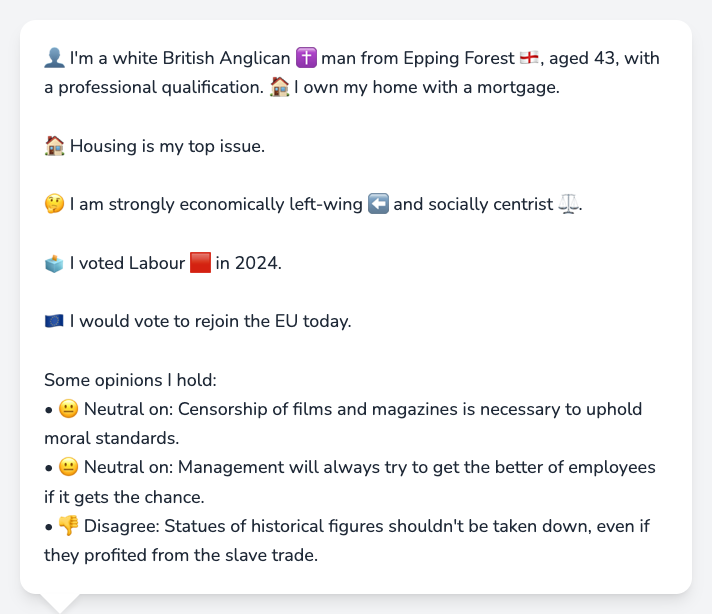 👤 I'm a white British Anglican ✝️ man from Epping Forest 🏴󠁧󠁢󠁥󠁮󠁧󠁿, aged 43, with
a professional qualification. 🏠 I own my home with a mortgage.
🏠 Housing is my top issue.
🤔 I am strongly economically left-wing ⬅️ and socially centrist ⚖️.
🗳️ I voted Labour 🟥 in 2024.
🇪🇺 I would vote to rejoin the EU today.
Some opinions I hold:
• 😐 Neutral on: Censorship of films and magazines is necessary to uphold
moral standards.
• 😐 Neutral on: Management will always try to get the better of employees
if it gets the chance.
• 👎 Disagree: Statues of historical figures shouldn't be taken down, even if
they profited from the slave trade.